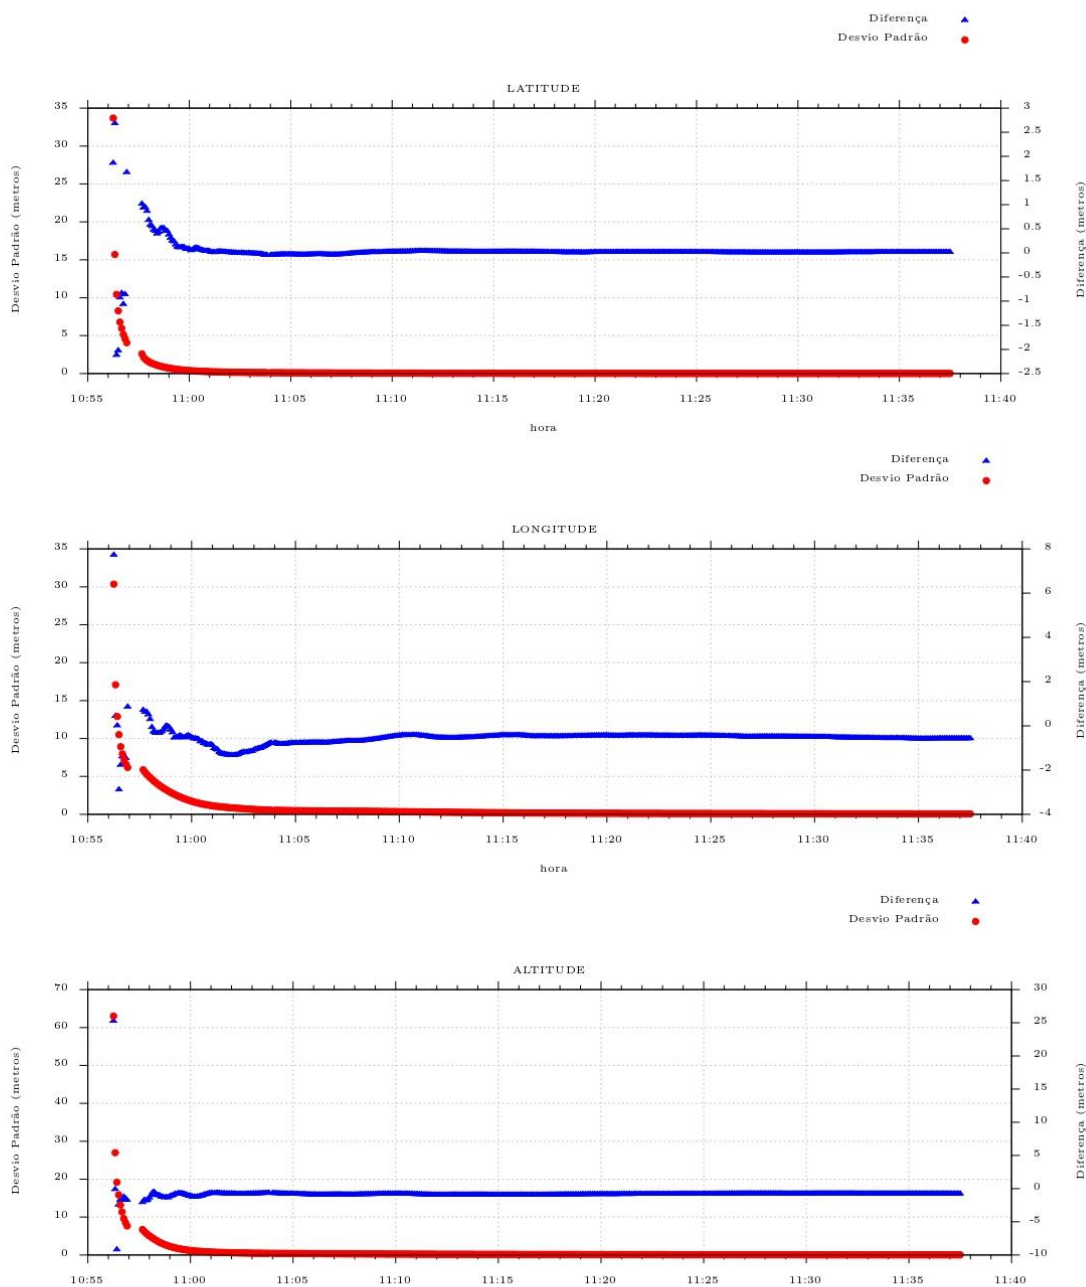 Diferença
Desvio Padrão
LATITUDE
35 3
30 2.5
25 2
20 1.5
15 1
10 0.5
5 0
0 -0.5
-1
-1.5
-2
-2.5
Desvio Padrão (metros)
Diferença (metros)
10:55 11:00 11:05 11:10 11:15 11:20 11:25 11:30 11:35 11:40
hora
Diferença
Desvio Padrão
LONGITUDE
35 8
30 6
25 4
20 2
15 0
10 -2
5 -4
0
Desvio Padrão (metros)
Diferença (metros)
10:55 11:00 11:05 11:10 11:15 11:20 11:25 11:30 11:35 11:40
hora
Diferença
Desvio Padrão
ALTITUDE
70 30
60 25
50 20
40 15
30 10
20 5
10 0
0 -5
-10
Desvio Padrão (metros)
Diferença (metros)
10:55 11:00 11:05 11:10 11:15 11:20 11:25 11:30 11:35 11:40